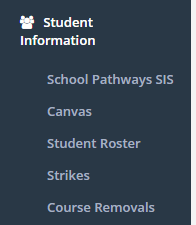 Student
Information
School Pathways SIS
Canvas
Student Roster
Strikes
Course Removals